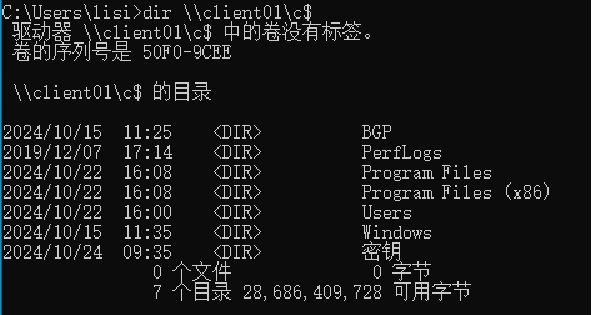 C:\Users\lisi>dir \\client01\c$
驱动器 \\client01\c$ 中的卷没有标签。
卷的序列号是 50F0-9CEE
\\client01\c$ 的目录
2024/10/15  11:25    <DIR>          BGP
2019/12/07  17:14    <DIR>          PerfLogs
2024/10/22  16:08    <DIR>          Program Files
2024/10/22  16:08    <DIR>          Program Files (x86)
2024/10/22  16:00    <DIR>          Users
2024/10/15  11:35    <DIR>          Windows
2024/10/24  09:35    <DIR>          密钥
0 个文件              0 字节
7 个目录 28,686,409,728 可用字节